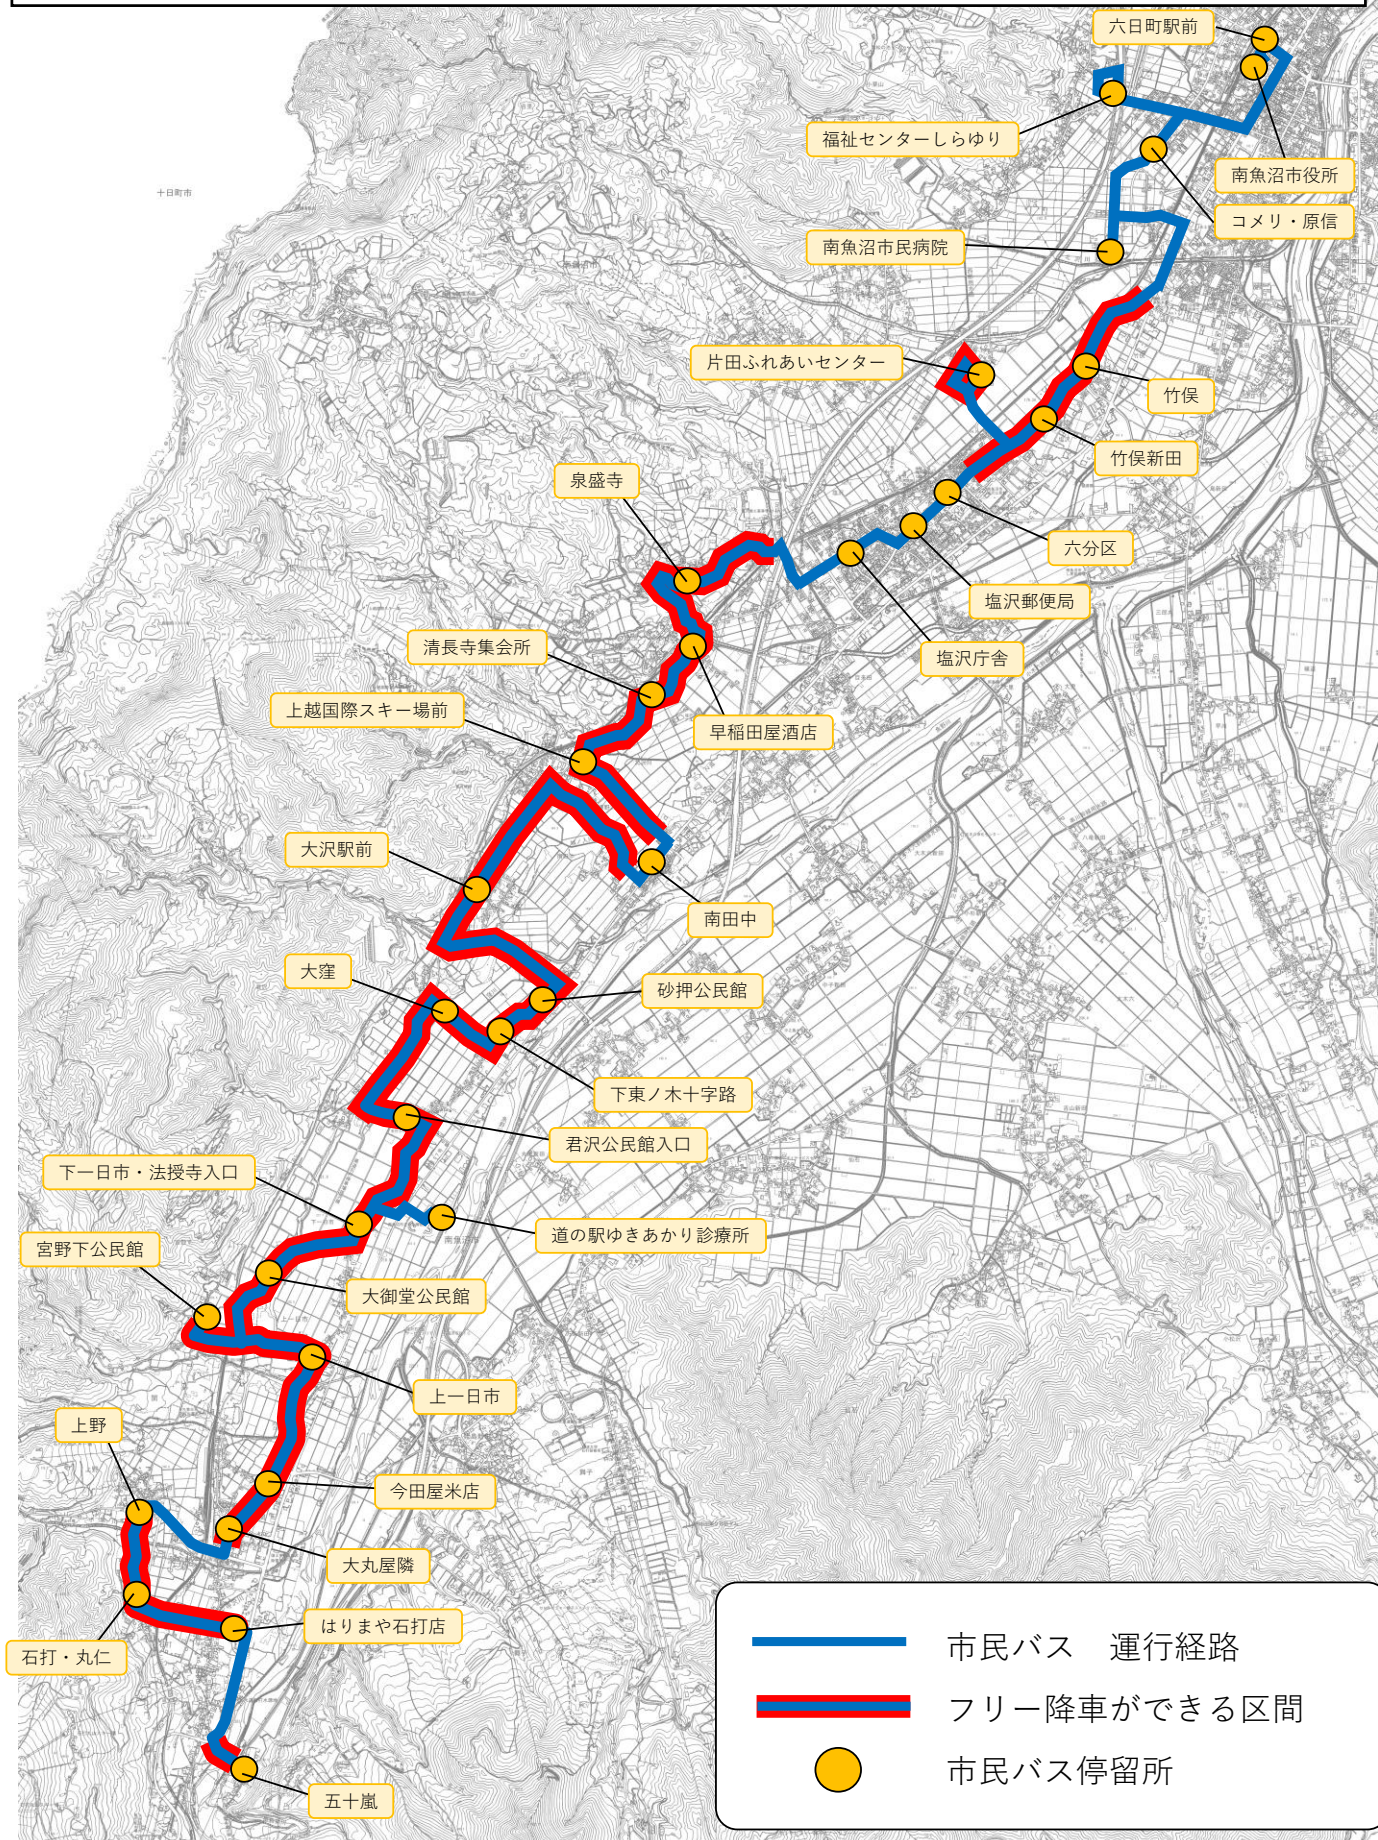 六日町駅前
福祉センターしらゆり
南魚沼市役所
十日町市
コメリ・原信
南魚沼市民病院
片田ふれあいセンター
竹俣
竹俣新田
泉盛寺
六分区
塩沢郵便局
清長寺集会所
塩沢庁舎
上越国際スキー場前
早稲田屋酒店
大沢駅前
南田中
大窪
砂押公民館
下東ノ木十字路
君沢公民館入口
下一日市・法授寺入口
道の駅ゆきあかり診療所
宮野下公民館
大御堂公民館
上一日市
上野
今田屋米店
大丸屋隣
はりまや石打店
石打・丸仁
五十嵐
市民バス　運行経路
フリー降車ができる区間
市民バス停留所